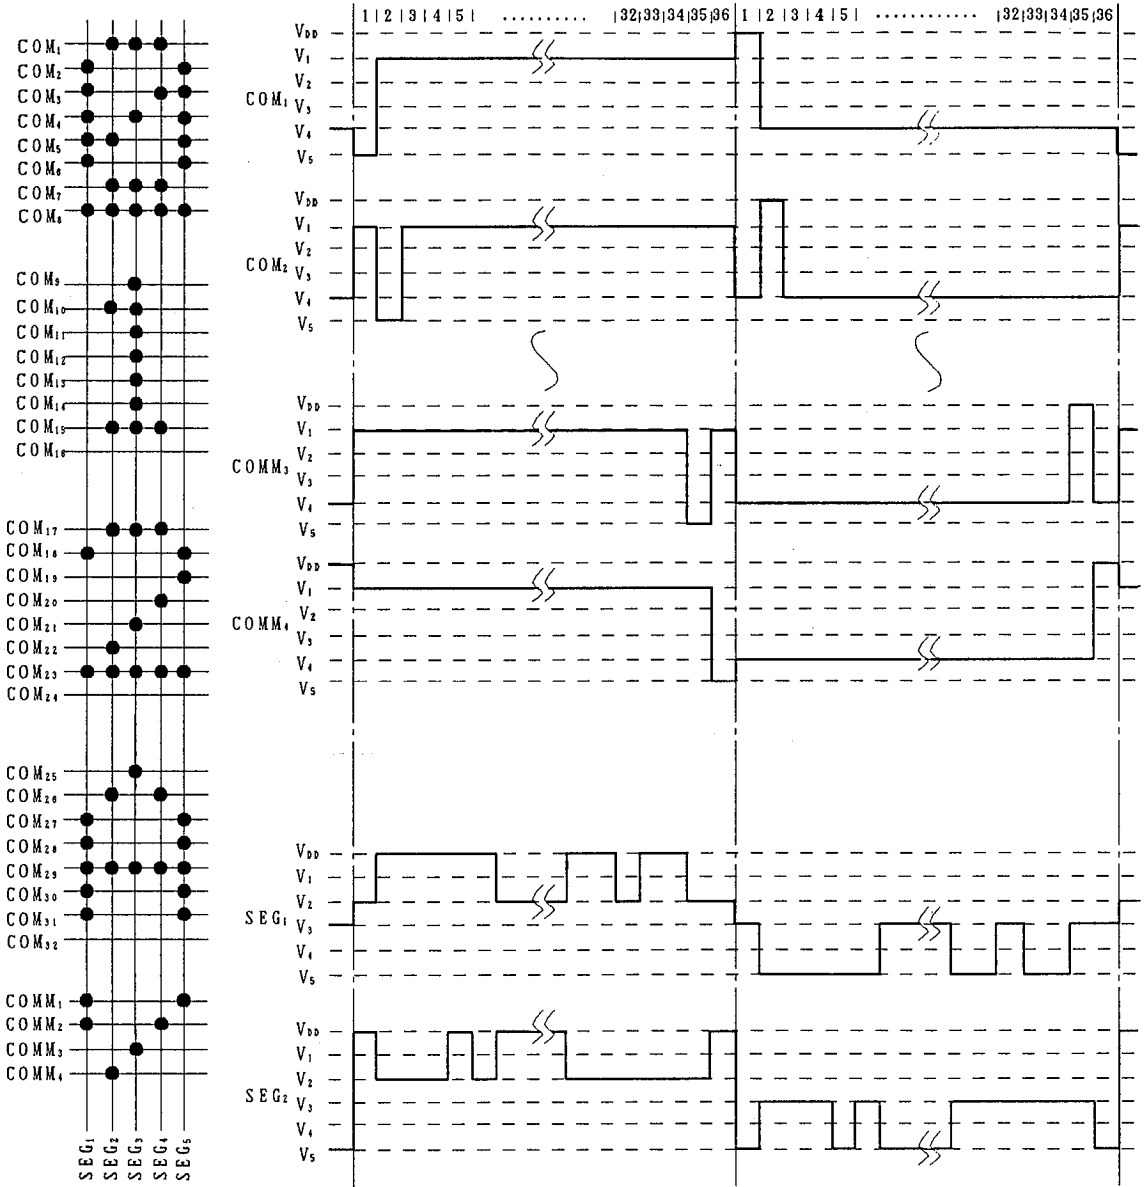 1 2 3 4 5 .......... 32 33 34 35 36 1 2 3 4 5 .......... 32 33 34 35 36
COM₁
COM₂
COM₃
COM₄
COM₅
COM₆
COM₇
COM₈
COM₉
COM₁₀
COM₁₁
COM₁₂
COM₁₃
COM₁₄
COM₁₅
COM₁₆
COM₁₇
COM₁₈
COM₁₉
COM₂₀
COM₂₁
COM₂₂
COM₂₃
COM₂₄
COM₂₅
COM₂₆
COM₂₇
COM₂₈
COM₂₉
COM₃₀
COM₃₁
COM₃₂
COMM₁
COMM₂
COMM₃
COMM₄
SEG₁
SEG₂
SEG₃
SEG₄
SEG₅
COM₁
VDD
V₁
V₂
V₃
V₄
V₅
COM₂
VDD
V₁
V₂
V₃
V₄
V₅
COMM₃
VDD
V₁
V₂
V₃
V₄
V₅
COMM₄
VDD
V₁
V₂
V₃
V₄
V₅
SEG₁
VDD
V₁
V₂
V₃
V₄
V₅
SEG₂
VDD
V₁
V₂
V₃
V₄
V₅